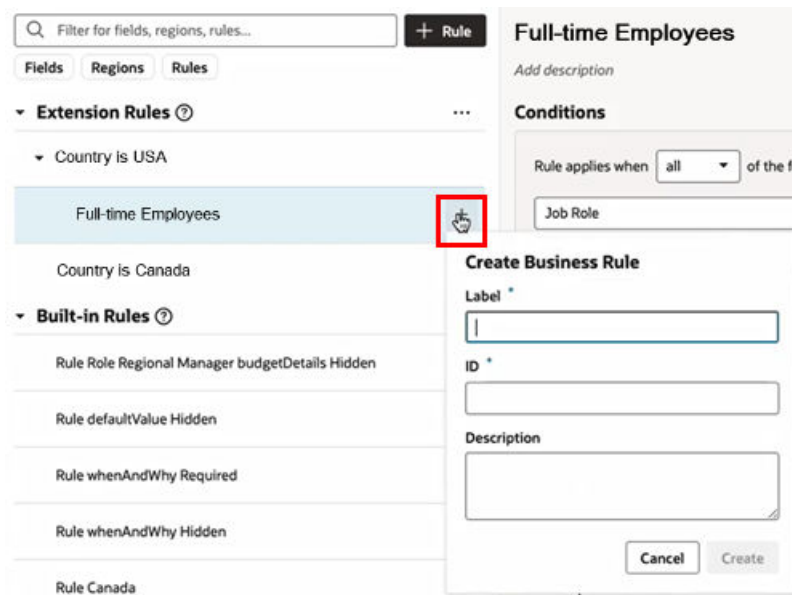 Filter for fields, regions, rules...
+ Rule
Fields
Regions
Rules
Extension Rules ?
...
Country is USA
Full-time Employees
Country is Canada
Built-in Rules ?
Rule Role Regional Manager budgetDetails Hidden
Rule defaultValue Hidden
Rule whenAndWhy Required
Rule whenAndWhy Hidden
Rule Canada
Full-time Employees
Add description
Conditions
Rule applies when all of the f
Job Role
Create Business Rule
Label *
ID *
Description
Cancel
Create